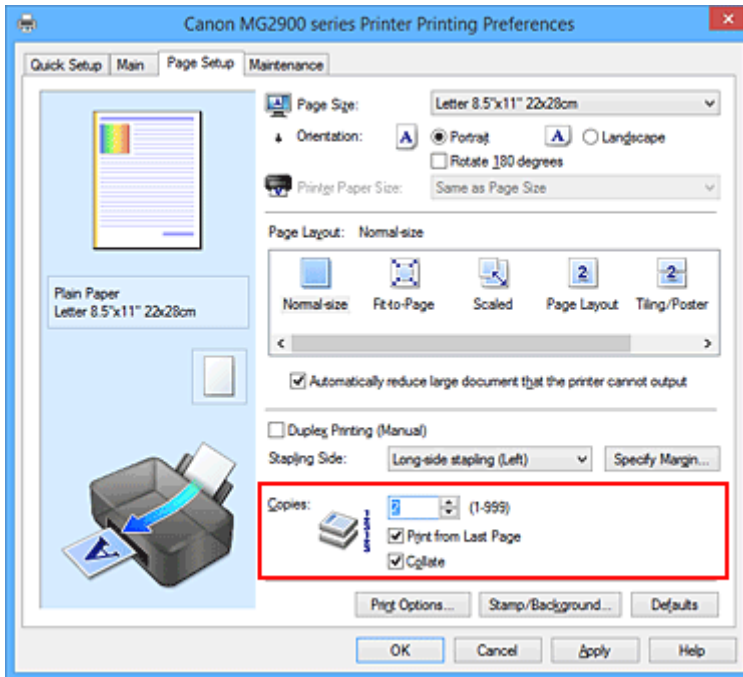 Canon MG2900 series Printer Printing Preferences
Quick Setup Main Page Setup Maintenance
Page Size: Letter 8.5"x11" 22x28cm
Orientation: A Portrait A Landscape
Rotate 180 degrees
Printer Paper Size: Same as Page Size
Page Layout: Normal-size
2 2
Normal-size Fit-to-Page Scaled Page Layout Tiling/Poster
Plain Paper
Letter 8.5"x11" 22x28cm
Automatically reduce large document that the printer cannot output
Duplex Printing (Manual)
Stapling Side: Long-side stapling (Left) Specify Margin...
Copies: 2 (1-999)
Print from Last Page
Collate
A
Print Options... Stamp/Background... Defaults
OK Cancel Apply Help